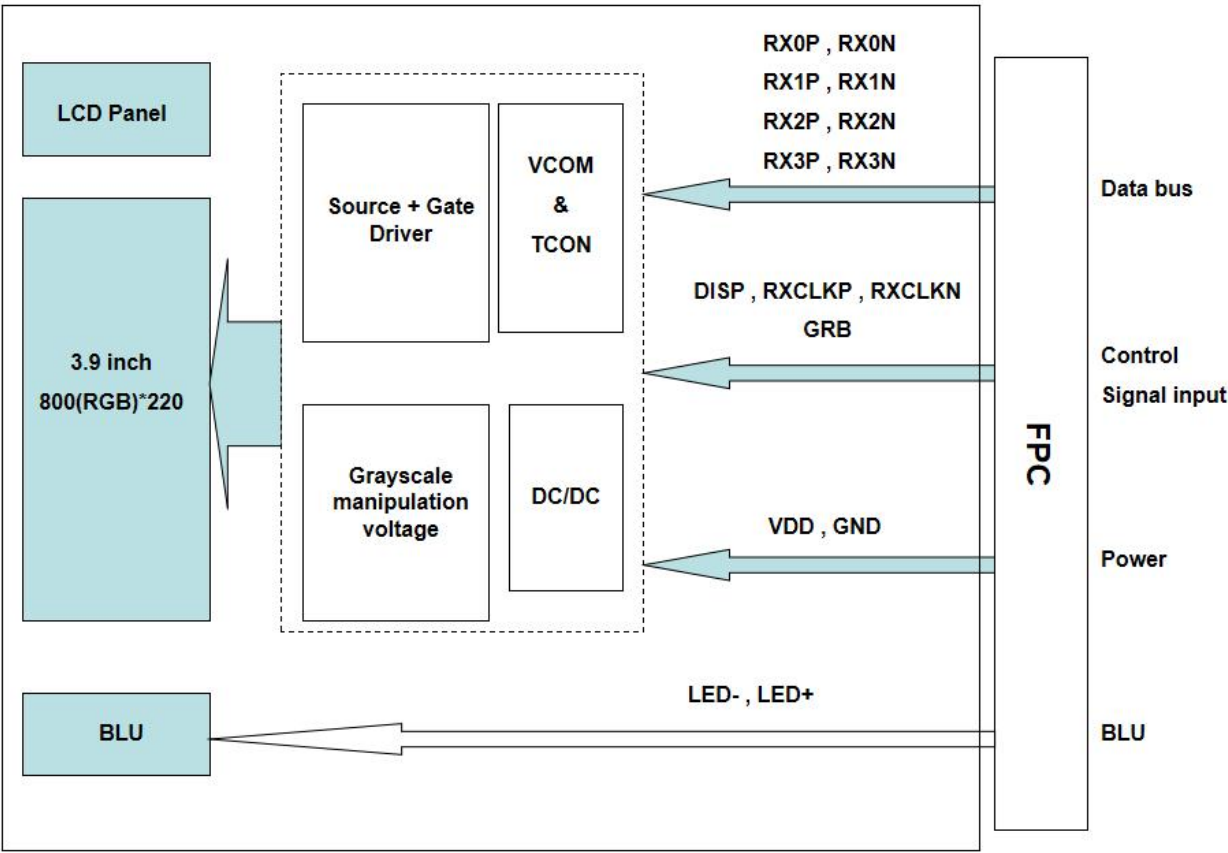 LCD Panel
3.9 inch
800(RGB)*220
BLU
Source + Gate
Driver
VCOM
&
TCON
Grayscale
manipulation
voltage
DC/DC
RX0P , RX0N
RX1P , RX1N
RX2P , RX2N
RX3P , RX3N
DISP , RXCLKP , RXCLKN
GRB
VDD , GND
LED- , LED+
FPC
Data bus
Control
Signal input
Power
BLU